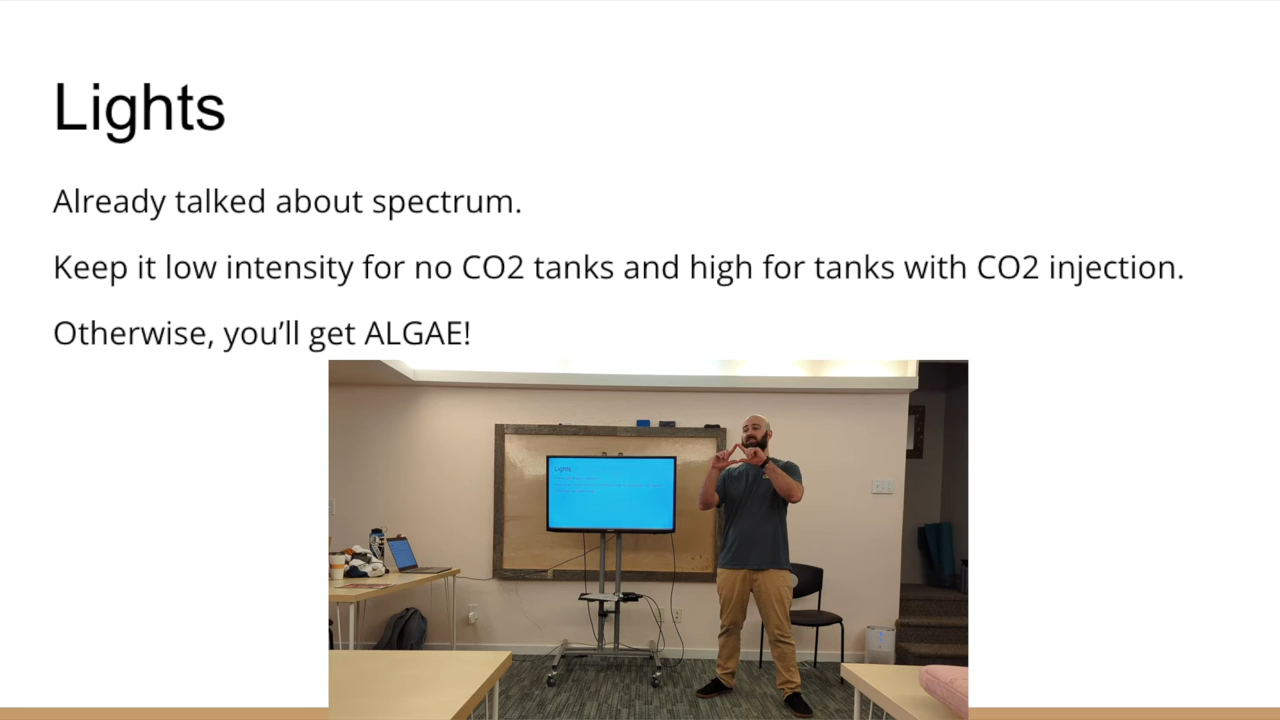 Lights
Already talked about spectrum.
Keep it low intensity for no CO2 tanks and high for tanks with CO2 injection.
Otherwise, you’ll get ALGAE!
Lights